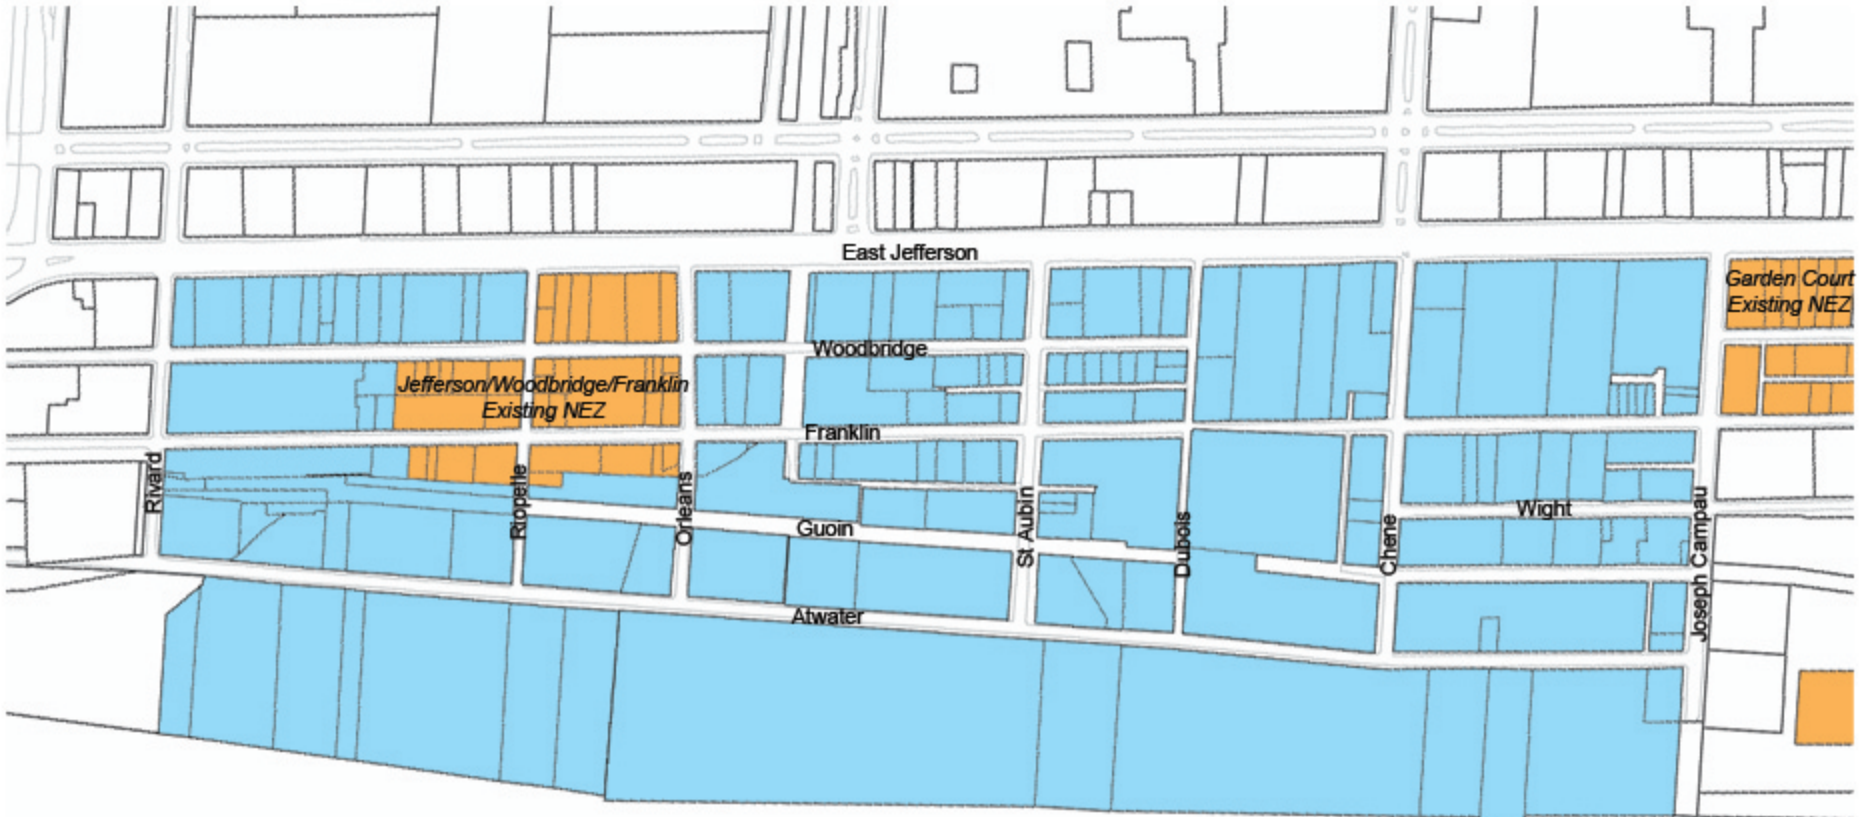 East Jefferson
Garden Court
Existing NEZ
Woodbridge
Jefferson/Woodbridge/Franklin
Existing NEZ
Franklin
Rivard
Riopelle
Orleans
Guoin
St Aubin
Dubois
Chene
Wight
Joseph Campau
Atwater